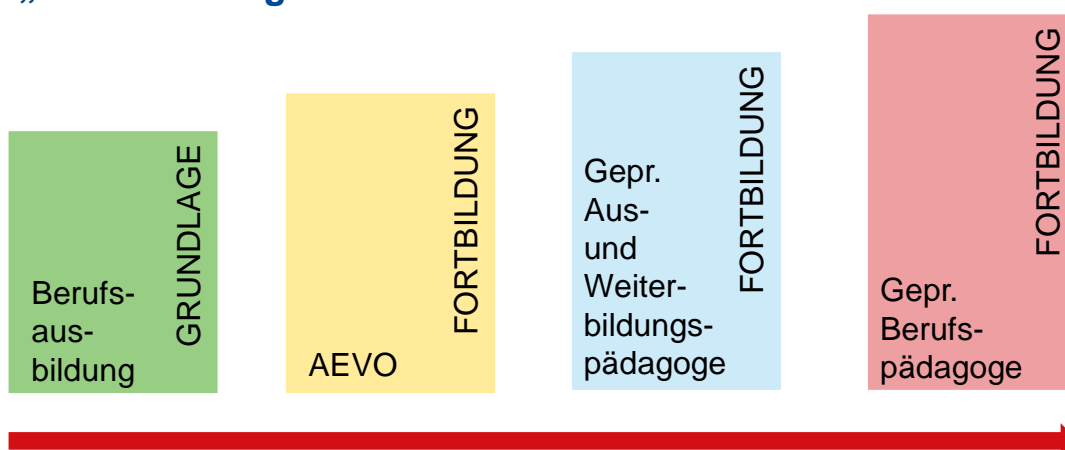 Berufs-
aus-
bildung
GRUNDLAGE
AEVO
FORTBILDUNG
Gepr.
Aus-
und
Weiter-
bildungs-
pädagoge
FORTBILDUNG
Gepr.
Berufs-
pädagoge
FORTBILDUNG